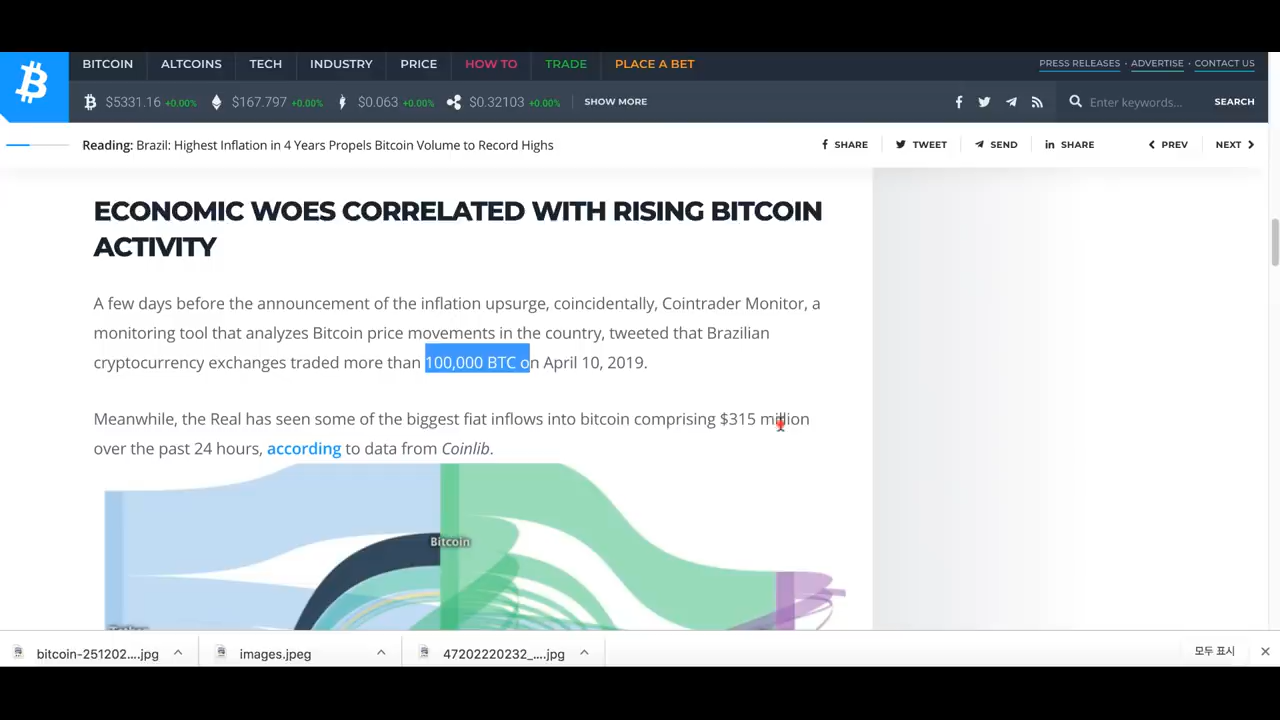 BITCOIN ALTCOINS TECH INDUSTRY PRICE HOW TO TRADE PLACE A BET PRESS RELEASES · ADVERTISE · CONTACT US
$5331.16 +0.00% $167.797 +0.00% $0.063 +0.00% $0.32103 +0.00% SHOW MORE Enter keywords... SEARCH
Reading: Brazil: Highest Inflation in 4 Years Propels Bitcoin Volume to Record Highs SHARE TWEET SEND SHARE PREV NEXT
ECONOMIC WOES CORRELATED WITH RISING BITCOIN
ACTIVITY
A few days before the announcement of the inflation upsurge, coincidentally, Cointrader Monitor, a
monitoring tool that analyzes Bitcoin price movements in the country, tweeted that Brazilian
cryptocurrency exchanges traded more than 100,000 BTC on April 10, 2019.
Meanwhile, the Real has seen some of the biggest fiat inflows into bitcoin comprising $315 million
over the past 24 hours, according to data from Coinlib.
Bitcoin
bitcoin-251202....jpg images.jpeg 47202220232_....jpg 모두 표시